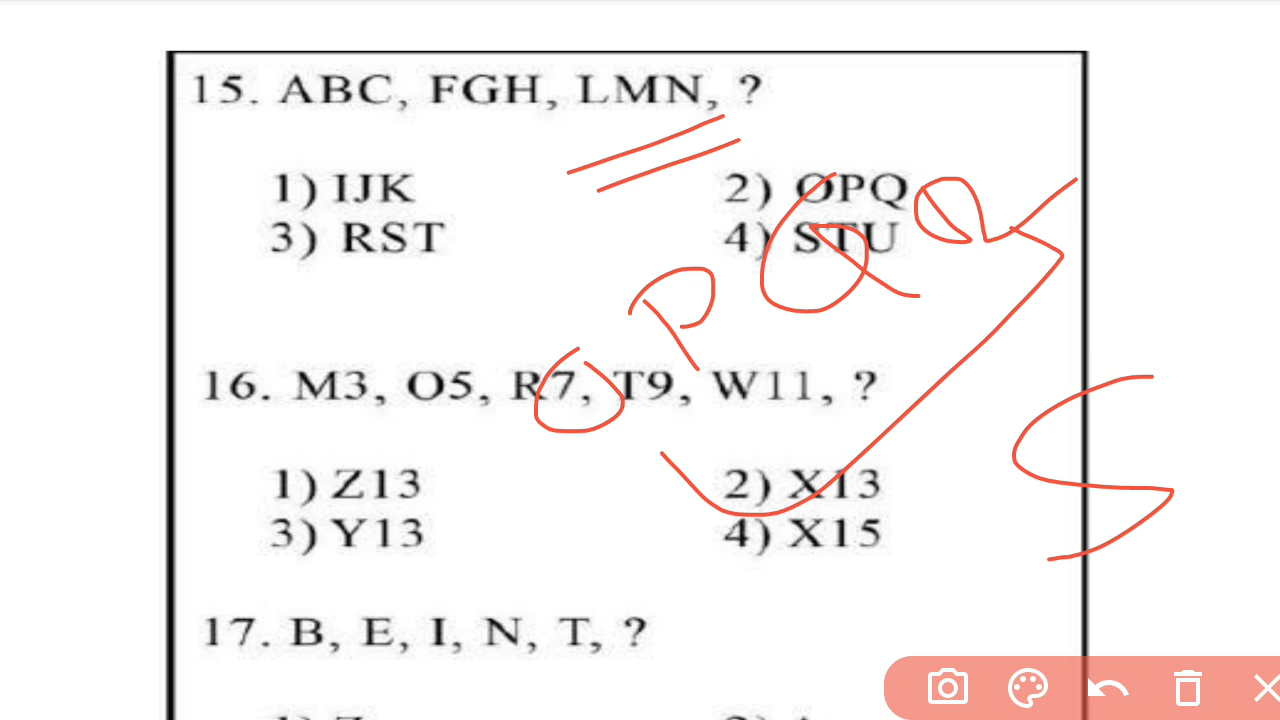 15. ABC, FGH, LMN, ?
1) IJK 2) OPQ
3) RST 4) STU
O P Q R S
16. M3, O5, R7, T9, W11, ?
1) Z13 2) X13
3) Y13 4) X15
17. B, E, I, N, T, ?